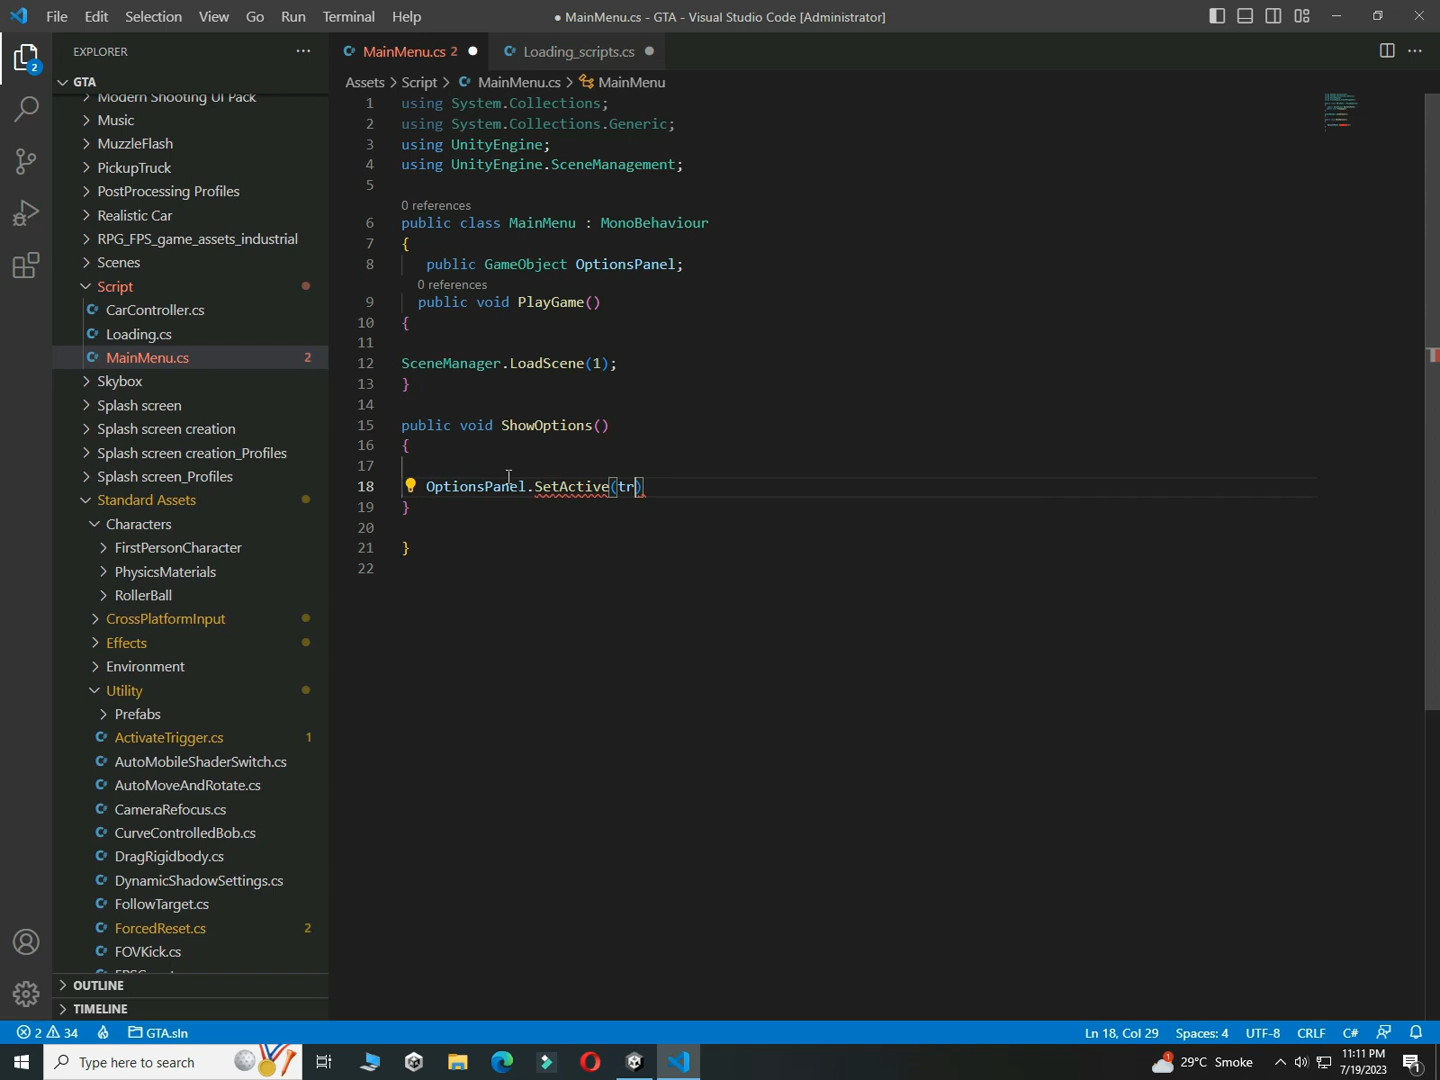 File Edit Selection View Go Run Terminal Help
● MainMenu.cs - GTA - Visual Studio Code [Administrator]
EXPLORER
MainMenu.cs 2
Loading_scripts.cs
GTA
Assets > Script > MainMenu.cs > MainMenu
Modern Shooting UI Pack
Music
MuzzleFlash
PickupTruck
PostProcessing Profiles
Realistic Car
RPG_FPS_game_assets_industrial
Scenes
Script
CarController.cs
Loading.cs
MainMenu.cs 2
Skybox
Splash screen
Splash screen creation
Splash screen creation_Profiles
Splash screen_Profiles
Standard Assets
Characters
FirstPersonCharacter
PhysicsMaterials
RollerBall
CrossPlatformInput
Effects
Environment
Utility
Prefabs
ActivateTrigger.cs 1
AutoMobileShaderSwitch.cs
AutoMoveAndRotate.cs
CameraRefocus.cs
CurveControlledBob.cs
DragRigidbody.cs
DynamicShadowSettings.cs
FollowTarget.cs
ForcedReset.cs 2
FOVKick.cs
OUTLINE
TIMELINE
2
1 using System.Collections;
2 using System.Collections.Generic;
3 using UnityEngine;
4 using UnityEngine.SceneManagement;
5
0 references
6 public class MainMenu : MonoBehaviour
7 {
8 public GameObject OptionsPanel;
0 references
9 public void PlayGame()
10 {
11
12 SceneManager.LoadScene(1);
13 }
14
15 public void ShowOptions()
16 {
17
18 OptionsPanel.SetActive(tr)
19 }
20
21 }
22
2 34 GTA.sln
Ln 18, Col 29 Spaces: 4 UTF-8 CRLF C#
Type here to search
29°C Smoke
11:11 PM
7/19/2023
1
1